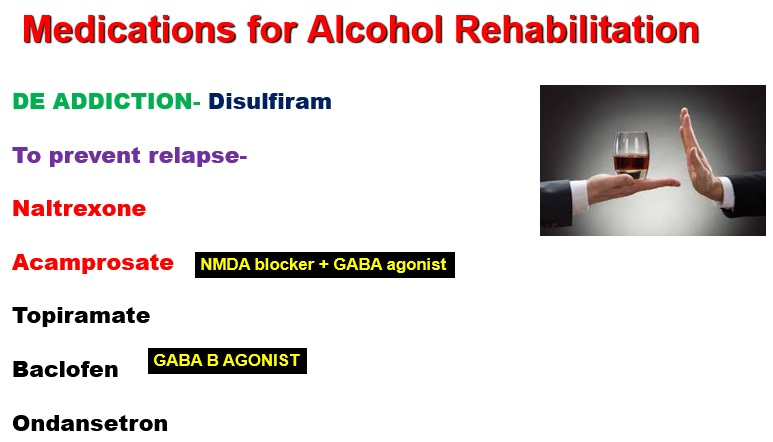 Medications for Alcohol Rehabilitation
DE ADDICTION- Disulfiram
To prevent relapse-
Naltrexone
Acamprosate NMDA blocker + GABA agonist
Topiramate
Baclofen GABA B AGONIST
Ondansetron